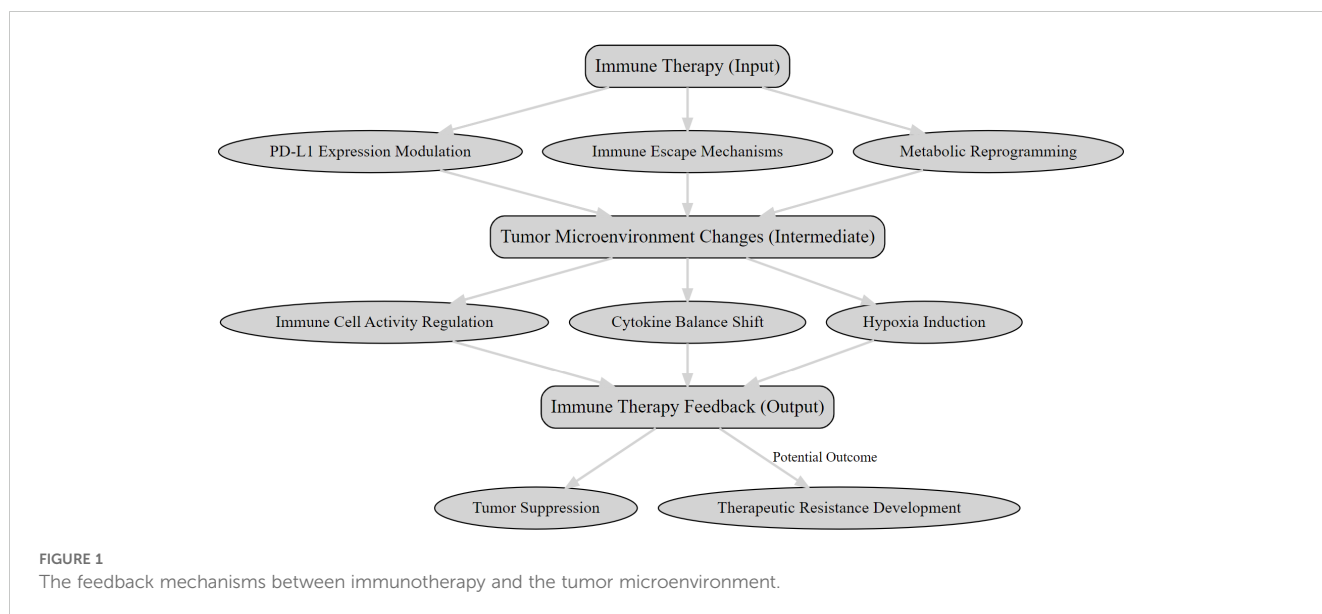 Immune Therapy (Input)
PD-L1 Expression Modulation
Immune Escape Mechanisms
Metabolic Reprogramming
Tumor Microenvironment Changes (Intermediate)
Immune Cell Activity Regulation
Cytokine Balance Shift
Hypoxia Induction
Immune Therapy Feedback (Output)
Potential Outcome
Tumor Suppression
Therapeutic Resistance Development
FIGURE 1
The feedback mechanisms between immunotherapy and the tumor microenvironment.